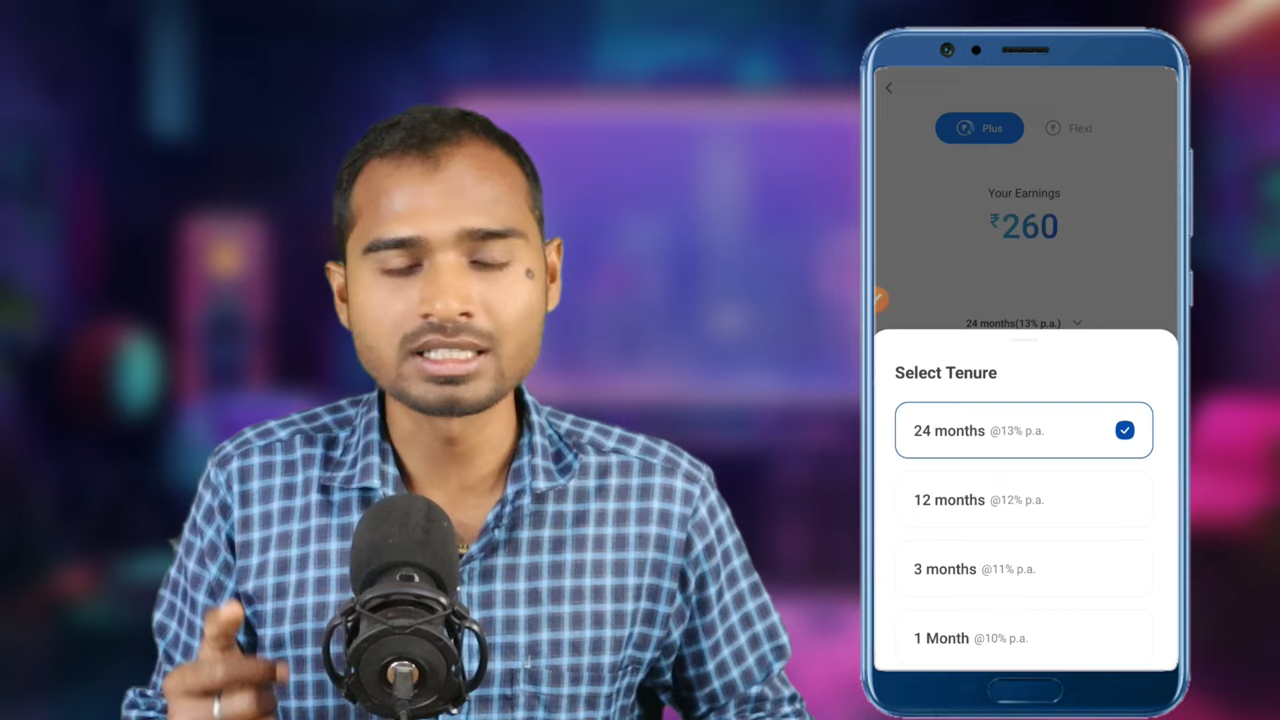 Plus
Flexi
Your Earnings
₹260
24 months(13% p.a.)
Select Tenure
24 months @13% p.a.
12 months @12% p.a.
3 months @11% p.a.
1 Month @10% p.a.